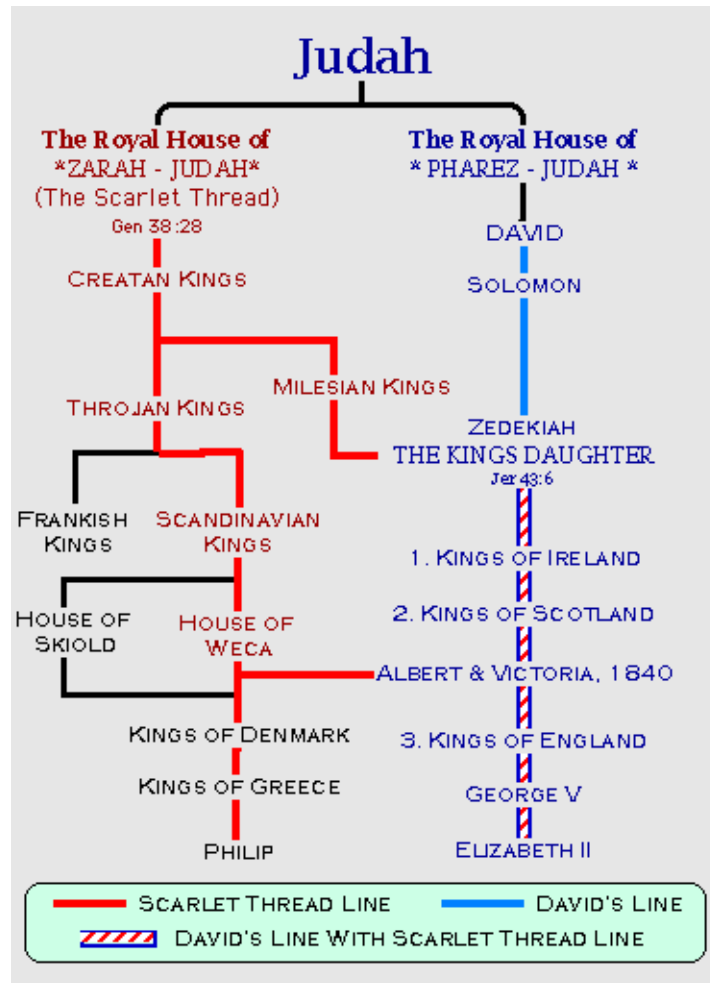 Judah
The Royal House of
*ZARAH - JUDAH*
(The Scarlet Thread)
Gen 38:28
The Royal House of
* PHAREZ - JUDAH *
DAVID
SOLOMON
CREATAN KINGS
MILESIAN KINGS
THROJAN KINGS
ZEDEKIAH
THE KINGS DAUGHTER
Jer 43:6
FRANKISH
KINGS
SCANDINAVIAN
KINGS
1. KINGS OF IRELAND
HOUSE OF
SKIOLD
HOUSE OF
WECA
2. KINGS OF SCOTLAND
ALBERT & VICTORIA, 1840
KINGS OF DENMARK
3. KINGS OF ENGLAND
KINGS OF GREECE
GEORGE V
PHILIP
ELIZABETH II
SCARLET THREAD LINE
DAVID'S LINE
DAVID'S LINE WITH SCARLET THREAD LINE